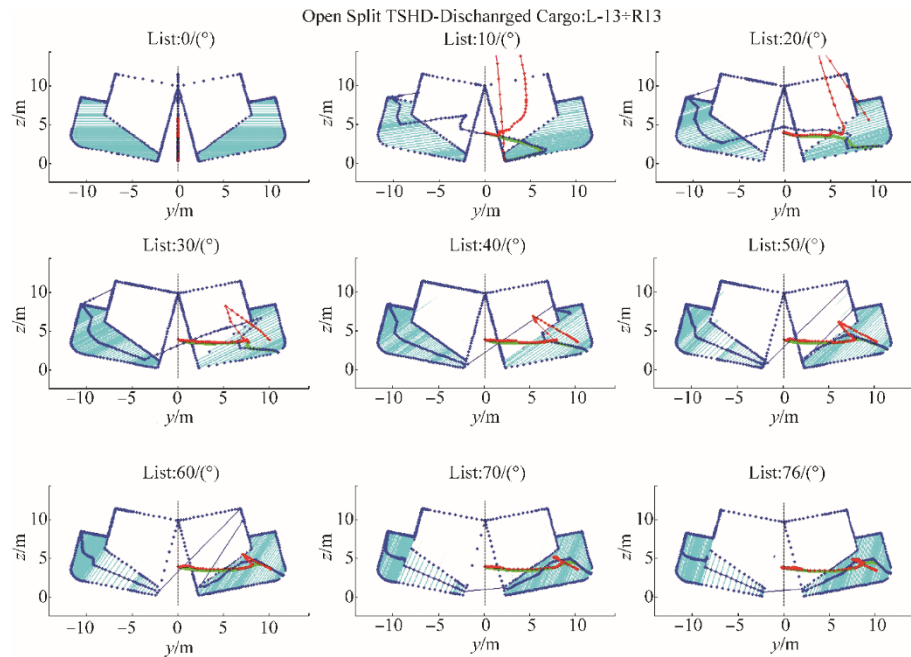 Open Split TSHD-Dischanrged Cargo:L-13÷R13
List:0/(°) List:10/(°) List:20/(°)
z/m 10 5 0 z/m 10 5 0 z/m 10 5 0
−10 −5 0 5 10 −10 −5 0 5 10 −10 −5 0 5 10
y/m y/m y/m
List:30/(°) List:40/(°) List:50/(°)
z/m 10 5 0 z/m 10 5 0 z/m 10 5 0
−10 −5 0 5 10 −10 −5 0 5 10 −10 −5 0 5 10
y/m y/m y/m
List:60/(°) List:70/(°) List:76/(°)
z/m 10 5 0 z/m 10 5 0 z/m 10 5 0
−10 −5 0 5 10 −10 −5 0 5 10 −10 −5 0 5 10
y/m y/m y/m